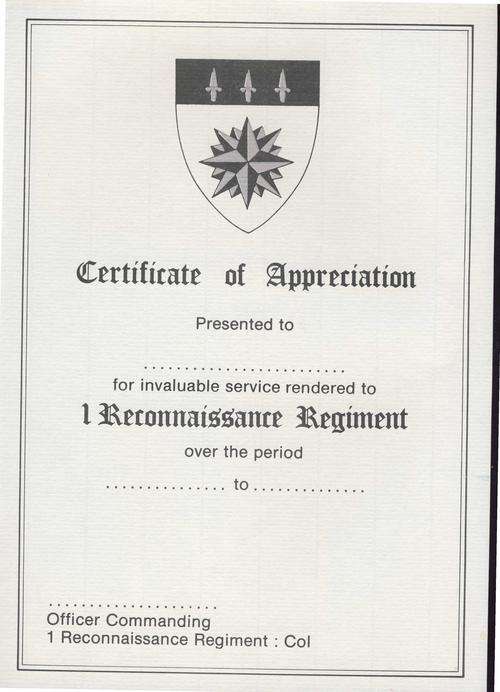 Certificate of Appreciation
Presented to
.........................
for invaluable service rendered to
1 Reconnaissance Regiment
over the period
............... to ..............
.....................
Officer Commanding
1 Reconnaissance Regiment : Col